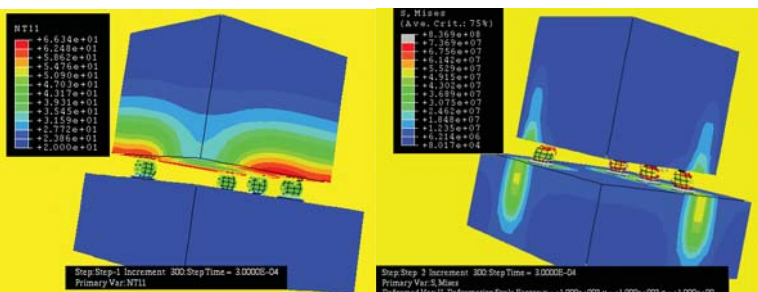 NT11
+6.634e+01
+6.248e+01
+5.862e+01
+5.476e+01
+5.090e+01
+4.703e+01
+4.317e+01
+3.931e+01
+3.545e+01
+3.159e+01
+2.772e+01
+2.386e+01
+2.000e+01
Step:Step-1 Increment 300:StepTime = 3.0000E-04
Primary Var:NT11
S, Mises
(Ave. Crit.: 75%)
+8.369e+08
+7.369e+07
+6.756e+07
+6.142e+07
+5.529e+07
+4.915e+07
+4.302e+07
+3.689e+07
+3.075e+07
+2.462e+07
+1.848e+07
+1.235e+07
+6.214e+06
+8.017e+04
Step:Step 2 Increment 300:StepTime = 3.0000E-04
Primary Var:S, Mises